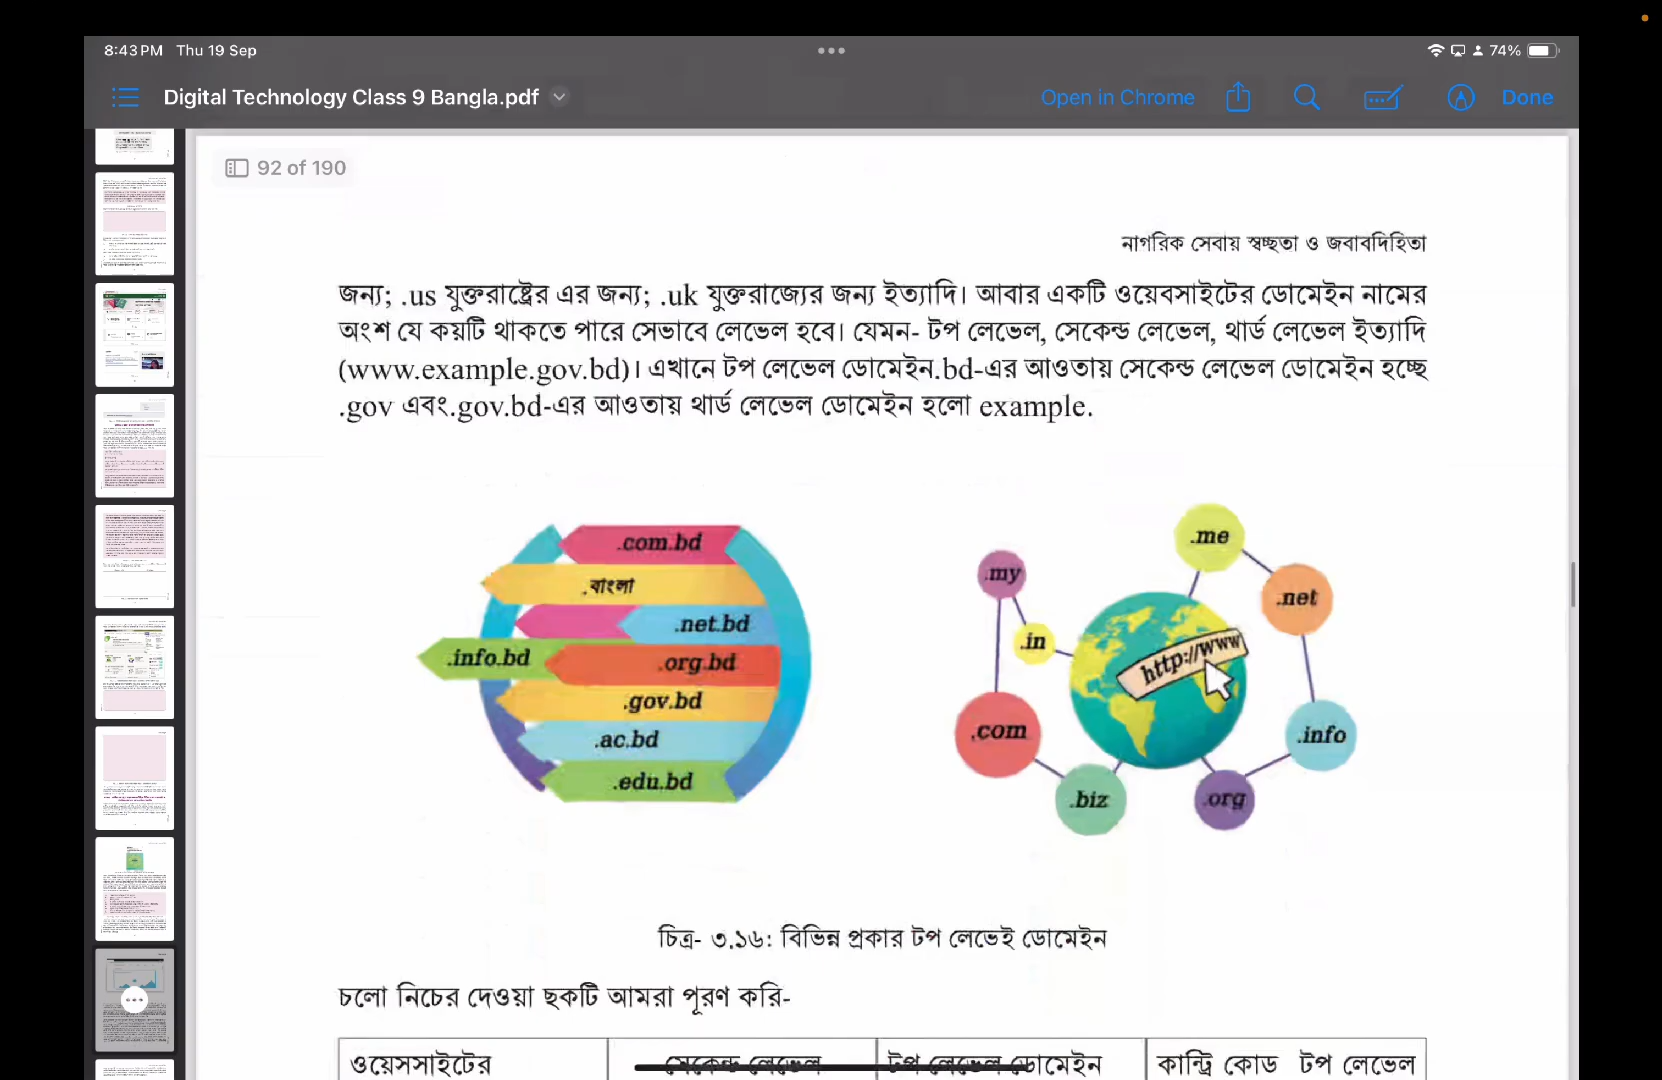 8:43 PM Thu 19 Sep
74%
Digital Technology Class 9 Bangla.pdf
Open in Chrome
Done
92 of 190
নাগরিক সেবায় স্বচ্ছতা ও জবাবদিহিতা
জন্য; .us যুক্তরাষ্ট্রের এর জন্য; .uk যুক্তরাজ্যের জন্য ইত্যাদি। আবার একটি ওয়েবসাইটের ডোমেইন নামের
অংশ যে কয়টি থাকতে পারে সেভাবে লেভেল হবে। যেমন- টপ লেভেল, সেকেন্ড লেভেল, থার্ড লেভেল ইত্যাদি
(www.example.gov.bd)। এখানে টপ লেভেল ডোমেইন.bd-এর আওতায় সেকেন্ড লেভেল ডোমেইন হচ্ছে
.gov এবং.gov.bd-এর আওতায় থার্ড লেভেল ডোমেইন হলো example.
.com.bd
.বাংলা
.net.bd
.info.bd
.org.bd
.gov.bd
.ac.bd
.edu.bd
.me
.my
.net
.in
http://www
.com
.info
.biz
.org
চিত্র- ৩.১৬: বিভিন্ন প্রকার টপ লেভেই ডোমেইন
চলো নিচের দেওয়া ছকটি আমরা পূরণ করি-
ওয়েসসাইটের সেকেন্ড লেভেল টপ লেভেল ডোমেইন কান্ট্রি কোড টপ লেভেল